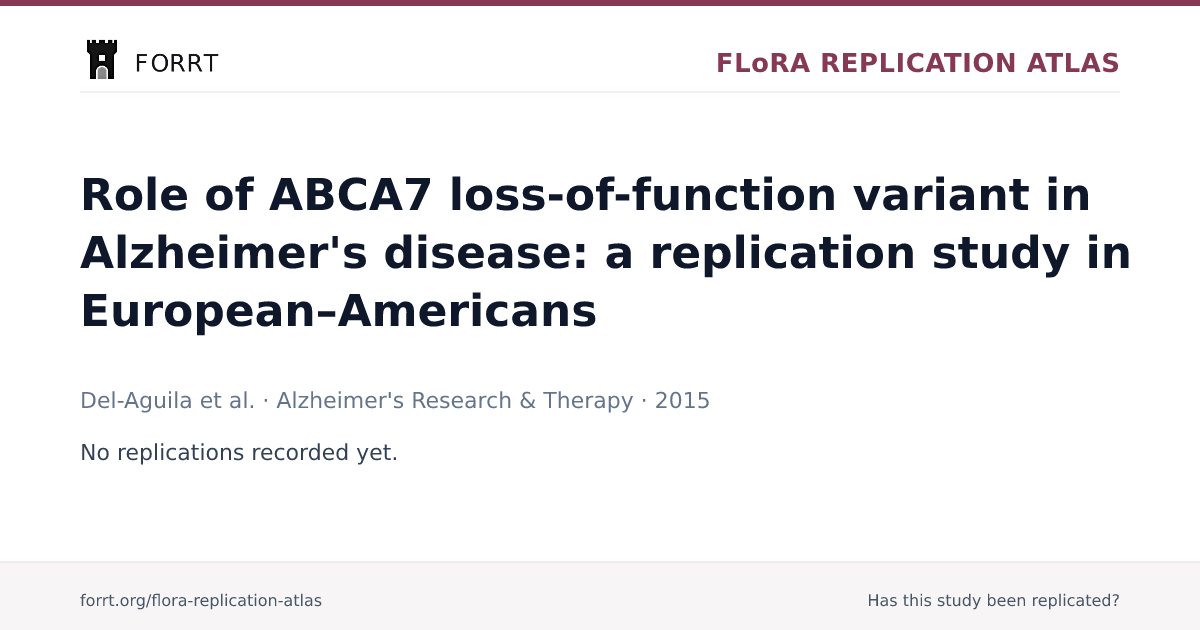 FORRT
FLoRA REPLICATION ATLAS
Role of ABCA7 loss-of-function variant in
Alzheimer's disease: a replication study in
European–Americans
Del-Aguila et al. · Alzheimer's Research & Therapy · 2015
No replications recorded yet.
forrt.org/flora-replication-atlas
Has this study been replicated?